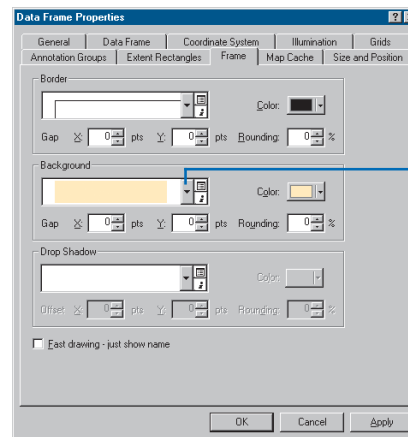 Data Frame Properties
General Data Frame Coordinate System Illumination Grids
Annotation Groups Extent Rectangles Frame Map Cache Size and Position
Border
Color:
Gap X: 0 pts Y: 0 pts Rounding: 0 %
Background
Color:
Gap X: 0 pts Y: 0 pts Rounding: 0 %
Drop Shadow
Color:
Offset X: 0 pts Y: 0 pts Rounding: 0 %
Fast drawing - just show name
OK Cancel Apply